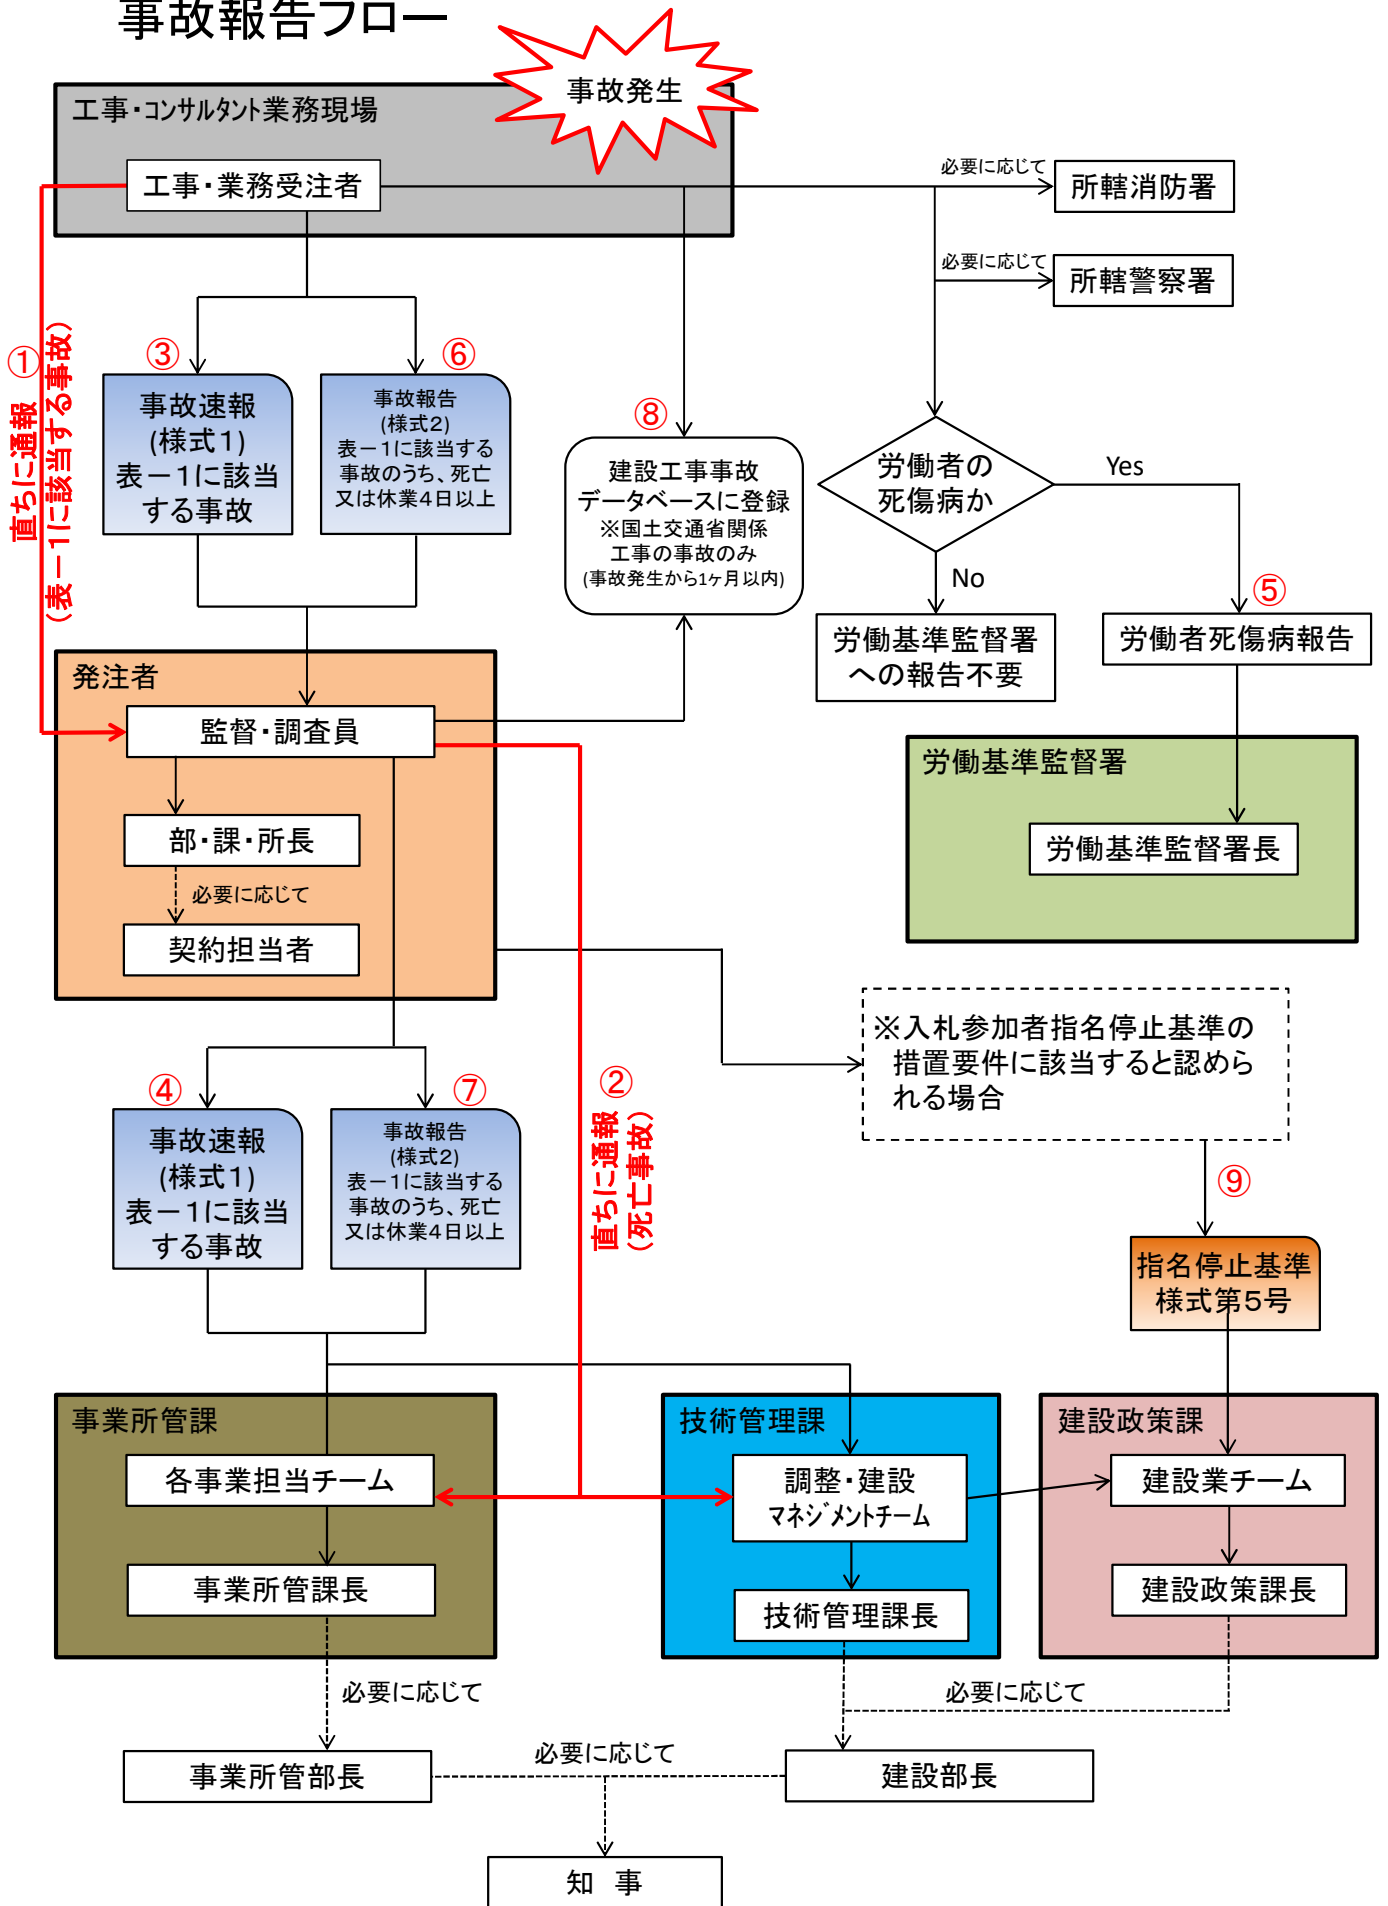 事故報告フロー
事故発生
工事・コンサルタント業務現場
工事・業務受注者
必要に応じて
所轄消防署
必要に応じて
所轄警察署
①
直ちに通報
(表－1に該当する事故)
③
事故速報
(様式1)
表－1に該当
する事故
⑥
事故報告
(様式2)
表－1に該当する
事故のうち、死亡
又は休業4日以上
⑧
建設工事事故
データベースに登録
※国土交通省関係
工事の事故のみ
(事故発生から1ヶ月以内)
労働者の
死傷病か
Yes
No
労働基準監督署
への報告不要
⑤
労働者死傷病報告
発注者
監督・調査員
部・課・所長
必要に応じて
契約担当者
労働基準監督署
労働基準監督署長
※入札参加者指名停止基準の
措置要件に該当すると認めら
れる場合
④
事故速報
(様式1)
表－1に該当
する事故
⑦
事故報告
(様式2)
表－1に該当する
事故のうち、死亡
又は休業4日以上
②
直ちに通報
(死亡事故)
⑨
指名停止基準
様式第5号
事業所管課
各事業担当チーム
事業所管課長
技術管理課
調整・建設
マネジメントチーム
技術管理課長
建設政策課
建設業チーム
建設政策課長
必要に応じて
必要に応じて
事業所管部長
必要に応じて
建設部長
知 事